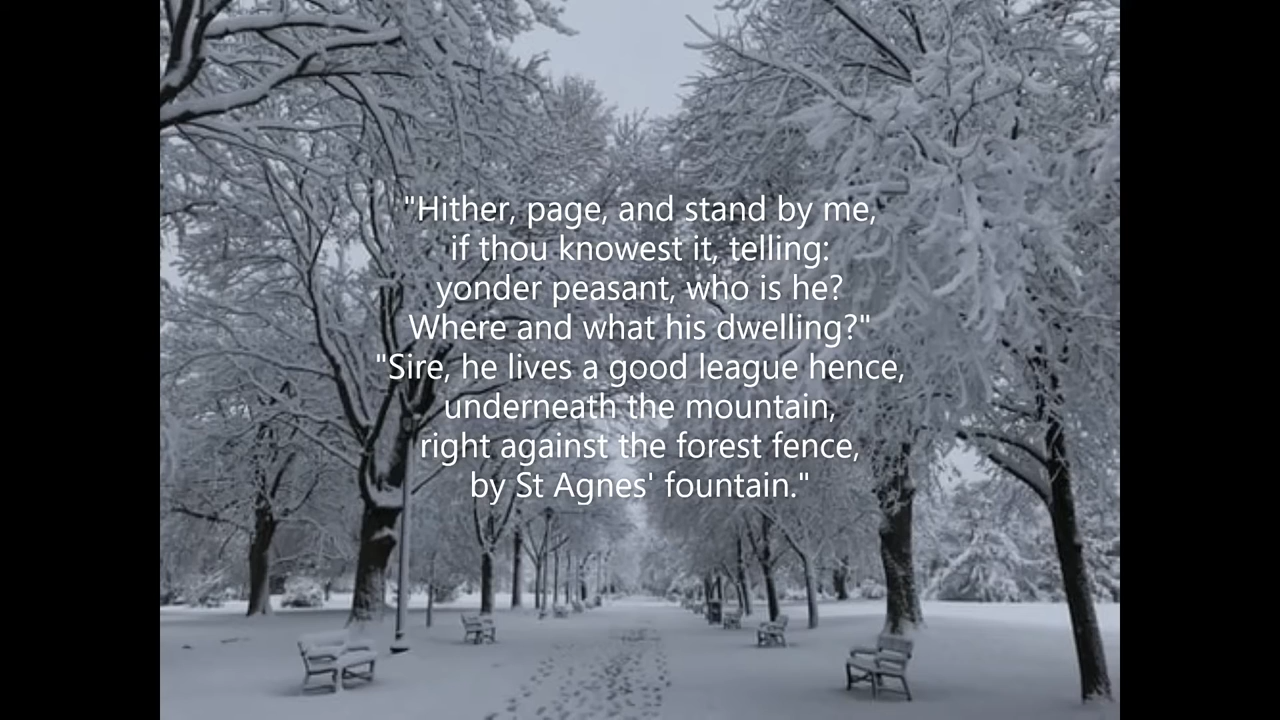 "Hither, page, and stand by me,
if thou knowest it, telling:
yonder peasant, who is he?
Where and what his dwelling?"
"Sire, he lives a good league hence,
underneath the mountain,
right against the forest fence,
by St Agnes' fountain."